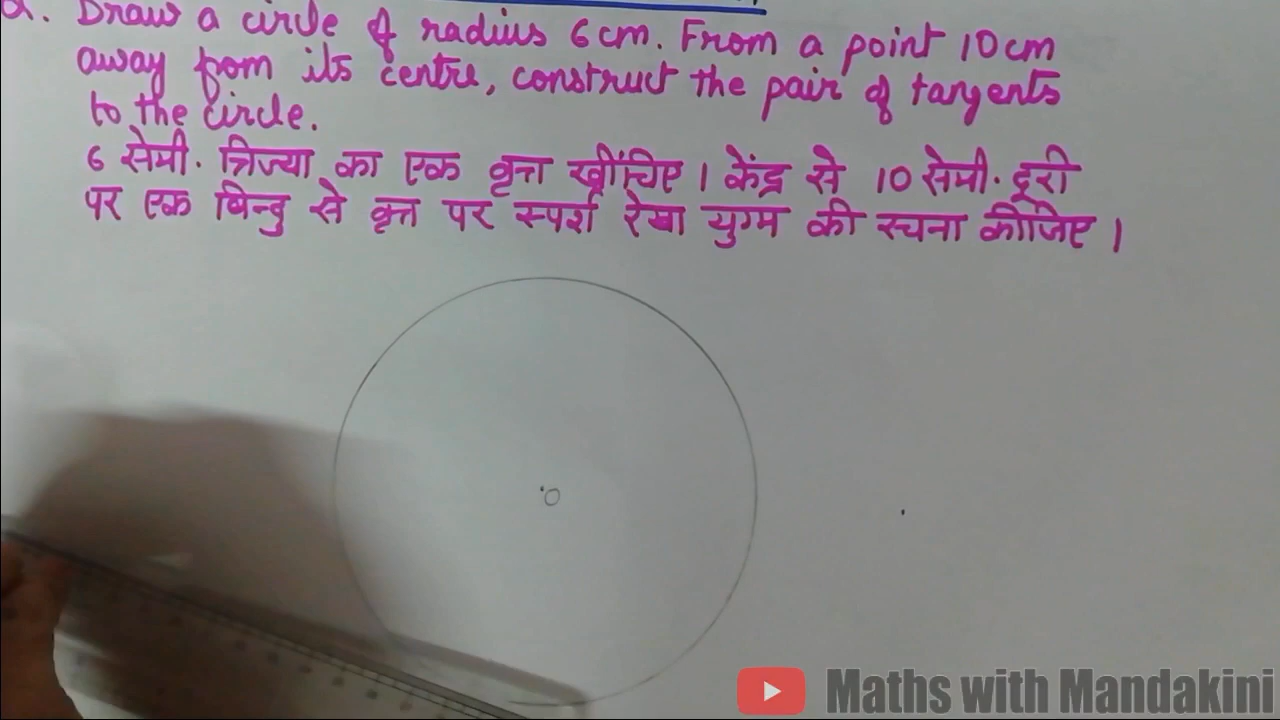 Q. Draw a circle of radius 6cm. From a point 10cm
away from its centre, construct the pair of tangents
to the circle.
6 सेमी. त्रिज्या का एक वृत्त खींचिए । केंद्र से 10 सेमी. दूरी
पर एक बिन्दु से वृत्त पर स्पर्श रेखा युग्म की रचना कीजिए ।
O
Maths with Mandakini